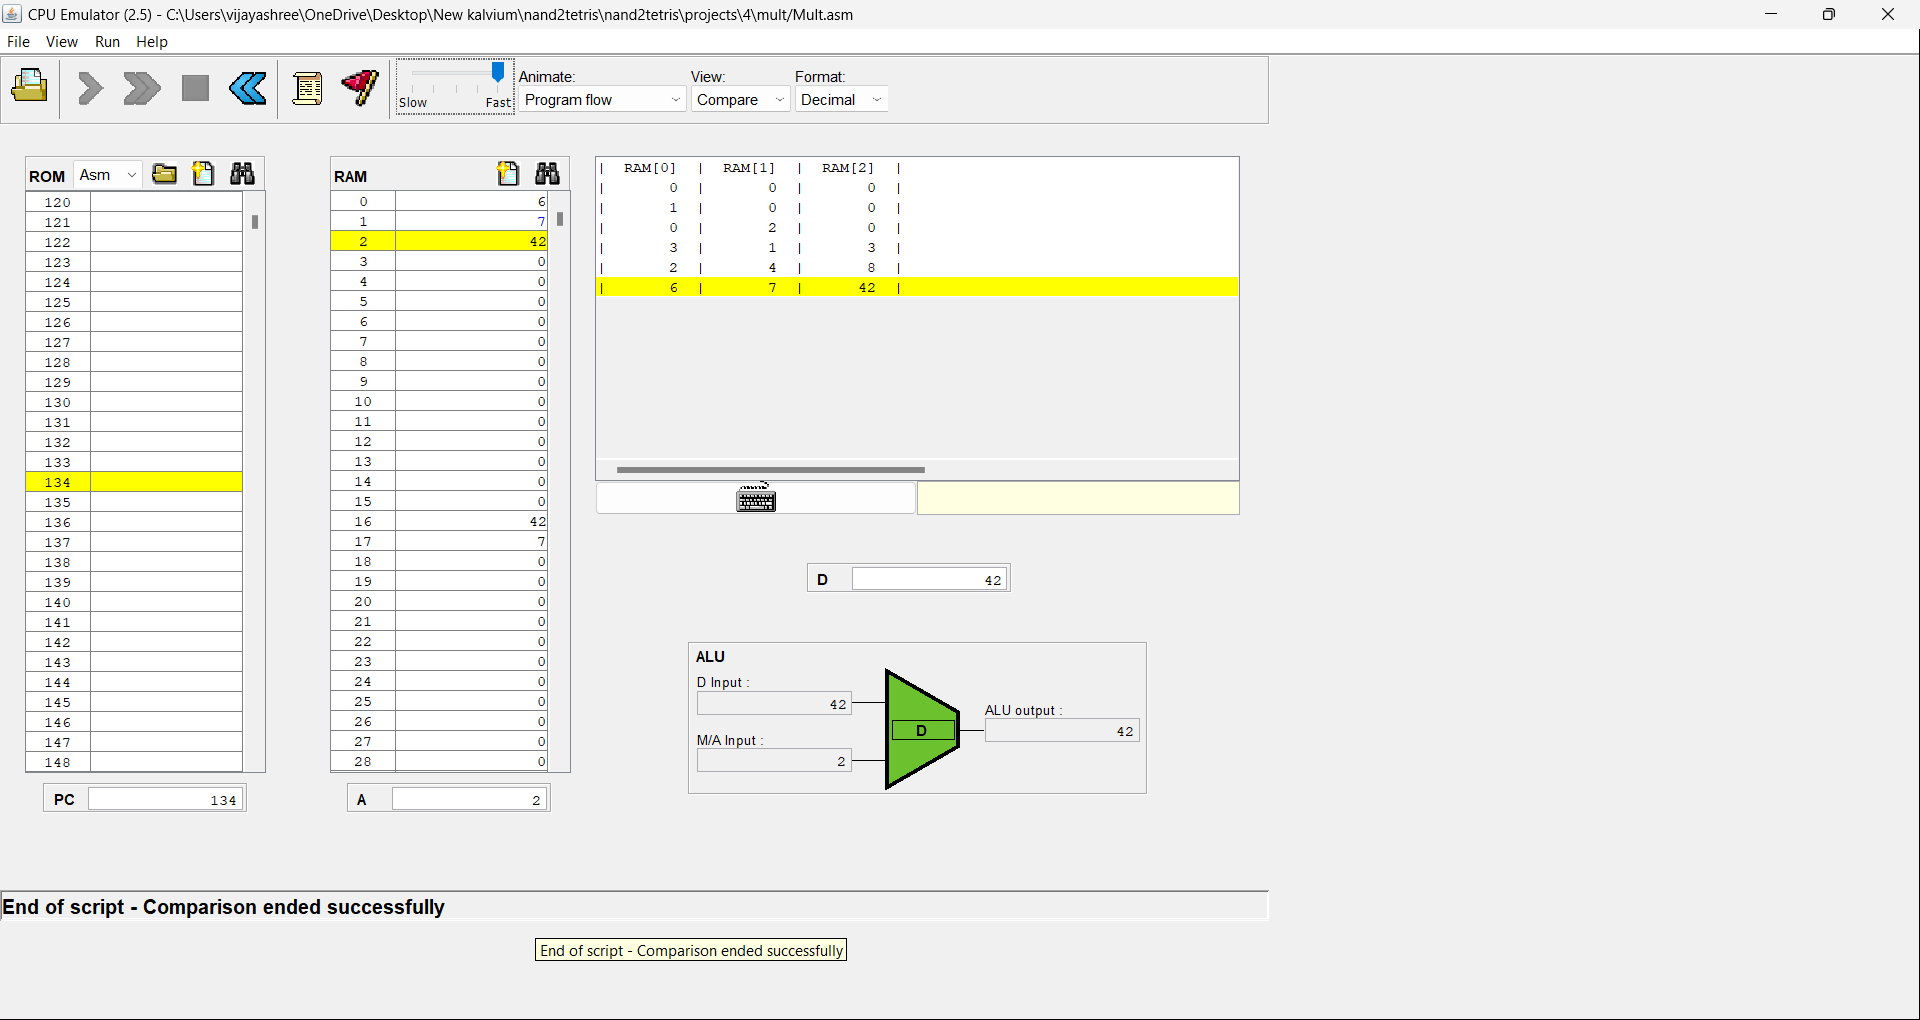 CPU Emulator (2.5) - C:\Users\vijayashree\OneDrive\Desktop\New kalvium\nand2tetris\nand2tetris\projects\4\mult/Mult.asm
File View Run Help
Slow Fast
Animate: View: Format:
Program flow Compare Decimal
ROM Asm
120
121
122
123
124
125
126
127
128
129
130
131
132
133
134
135
136
137
138
139
140
141
142
143
144
145
146
147
148
PC 134
RAM
0 6
1 7
2 42
3 0
4 0
5 0
6 0
7 0
8 0
9 0
10 0
11 0
12 0
13 0
14 0
15 0
16 42
17 7
18 0
19 0
20 0
21 0
22 0
23 0
24 0
25 0
26 0
27 0
28 0
A 2
| RAM[0] | RAM[1] | RAM[2] |
| 0 | 0 | 0 |
| 1 | 0 | 0 |
| 0 | 2 | 0 |
| 3 | 1 | 3 |
| 2 | 4 | 8 |
| 6 | 7 | 42 |
D 42
ALU
D Input :
42
M/A Input :
2
D
ALU output :
42
End of script - Comparison ended successfully
End of script - Comparison ended successfully